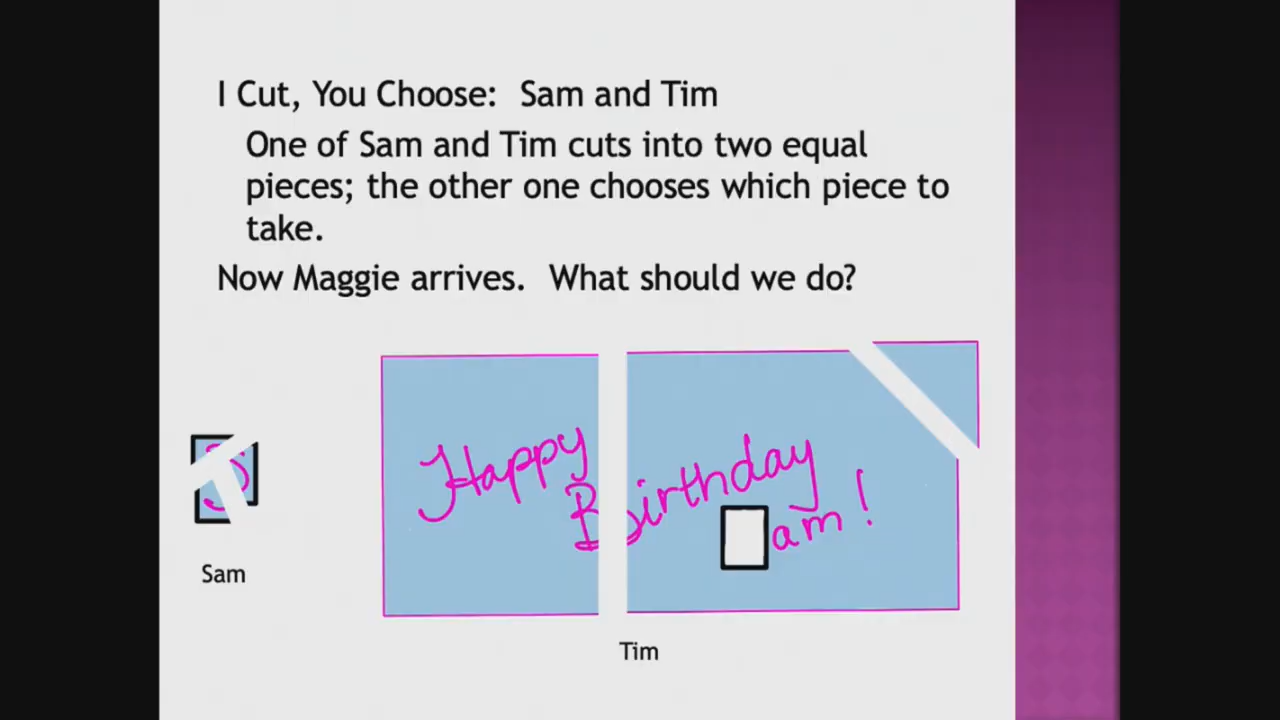 I Cut, You Choose: Sam and Tim
One of Sam and Tim cuts into two equal
pieces; the other one chooses which piece to
take.
Now Maggie arrives. What should we do?
Happy
Birthday
S
am!
Sam
Tim